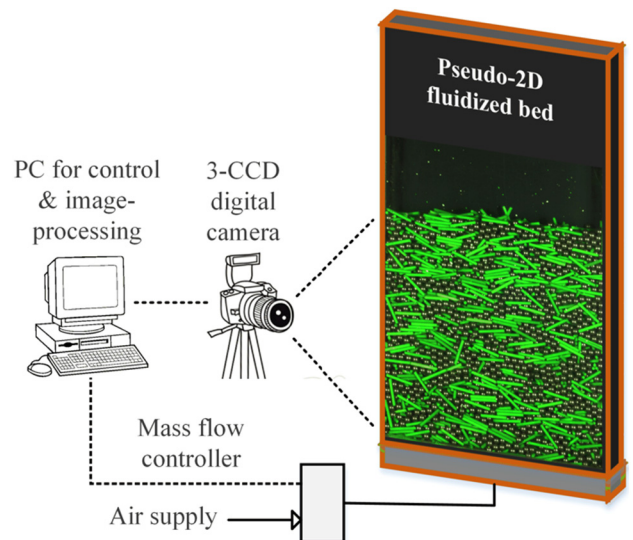 Pseudo-2D
fluidized bed
PC for control
& image-
processing
3-CCD
digital
camera
Mass flow
controller
Air supply